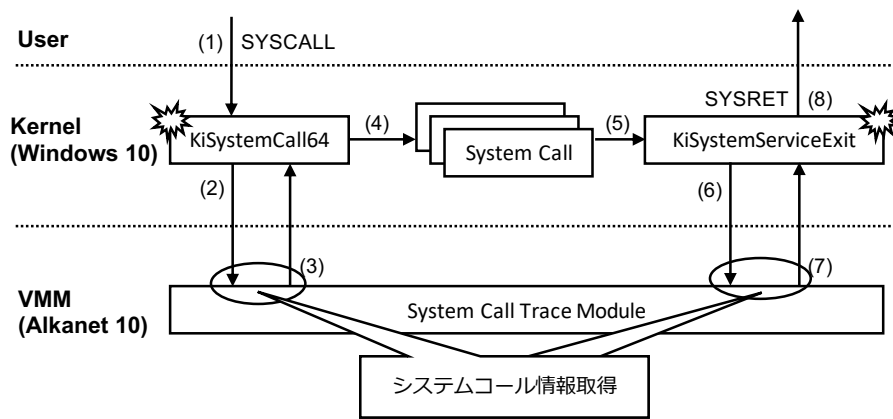 User
(1) SYSCALL
SYSRET (8)
Kernel
(Windows 10)
KiSystemCall64
(4)
System Call
(5)
KiSystemServiceExit
(2)
(6)
(3)
(7)
VMM
(Alkanet 10)
System Call Trace Module
システムコール情報取得